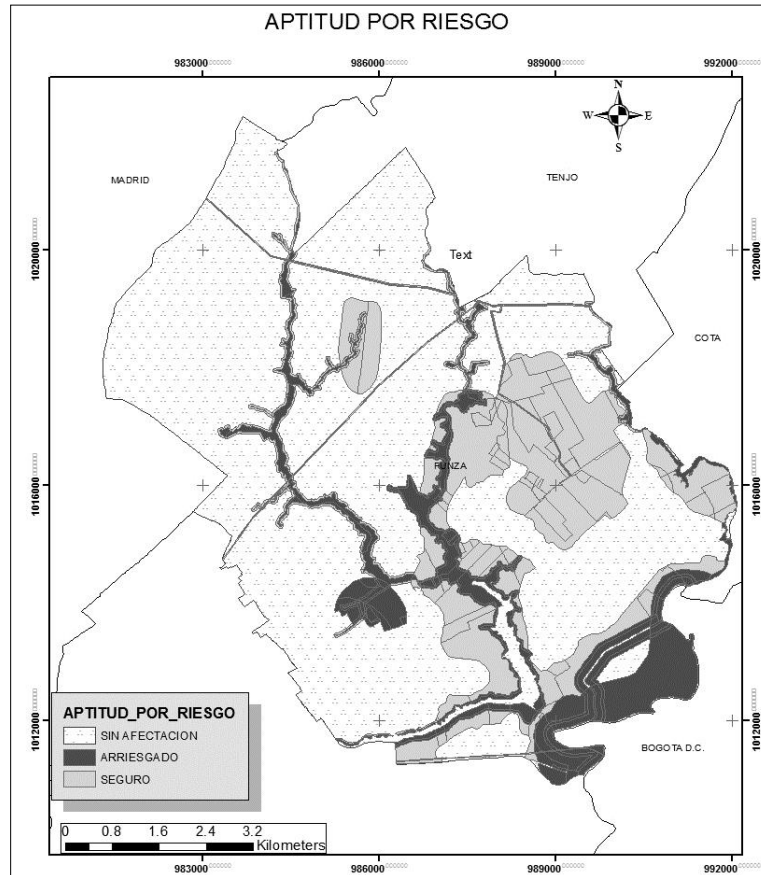 APTITUD POR RIESGO
983000
986000
989000
992000
N
W E
S
MADRID
TENJO
1020000
Text
1020000
COTA
FUNZA
1016000
1016000
APTITUD_POR_RIESGO
SIN AFECTACION
ARRIESGADO
SEGURO
1012000
1012000
BOGOTA D.C.
0 0.8 1.6 2.4 3.2
Kilometers
983000
986000
989000
992000